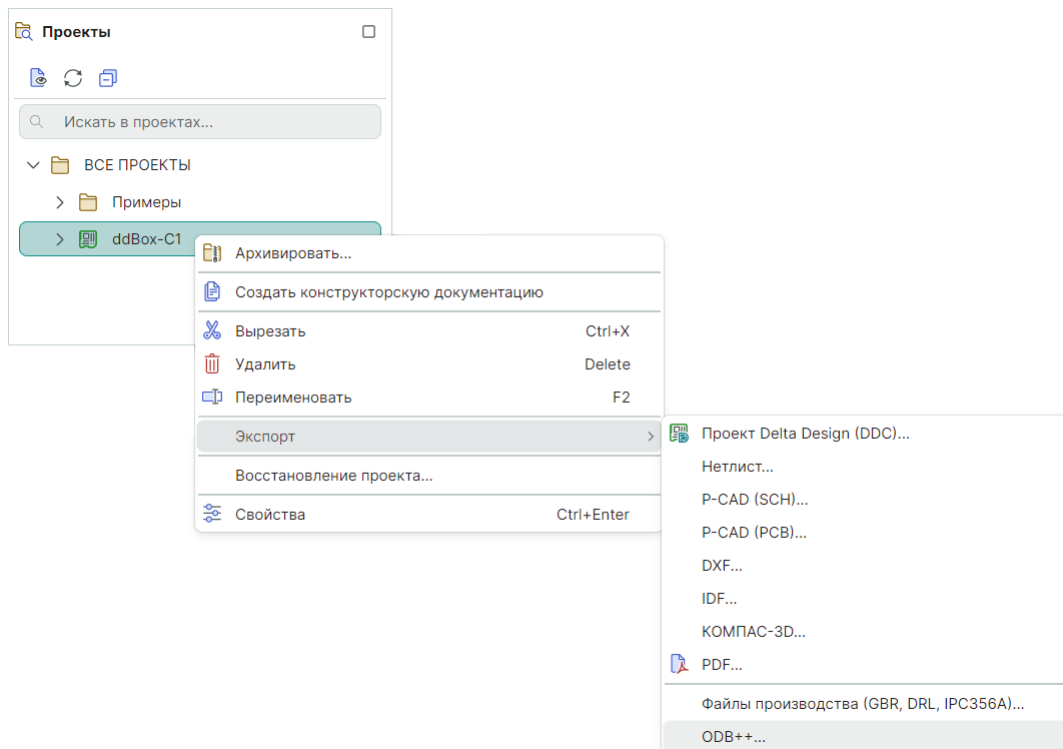 Проекты
Искать в проектах...
ВСЕ ПРОЕКТЫ
Примеры
ddBox-C1
Архивировать...
Создать конструкторскую документацию
Вырезать Ctrl+X
Удалить Delete
Переименовать F2
Экспорт
Восстановление проекта...
Свойства Ctrl+Enter
Проект Delta Design (DDC)...
Нетлист...
P-CAD (SCH)...
P-CAD (PCB)...
DXF...
IDF...
КОМПАС-3D...
PDF...
Файлы производства (GBR, DRL, IPC356A)...
ODB++...